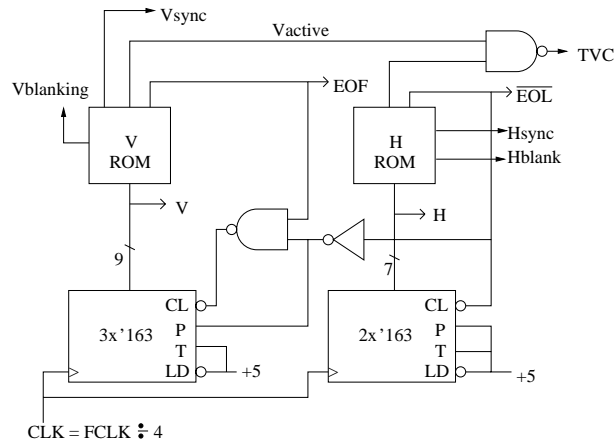 Vsync
Vactive
TVC
Vblanking
EOF
EOL
V
ROM
H
ROM
Hsync
Hblank
V
H
9
7
CL
P
T
LD
3x'163
+5
CL
P
T
LD
2x'163
+5
CLK = FCLK ÷ 4